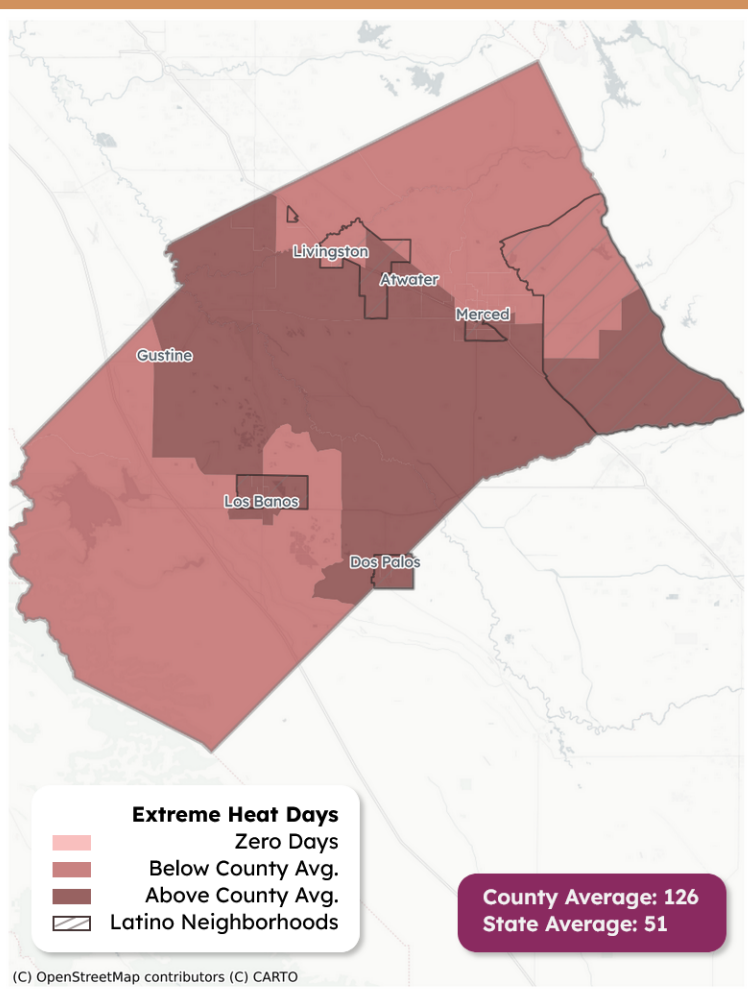 Livingston
Atwater
Merced
Gustine
Los Banos
Dos Palos
Extreme Heat Days
Zero Days
Below County Avg.
Above County Avg.
Latino Neighborhoods
County Average: 126
State Average: 51
(C) OpenStreetMap contributors (C) CARTO